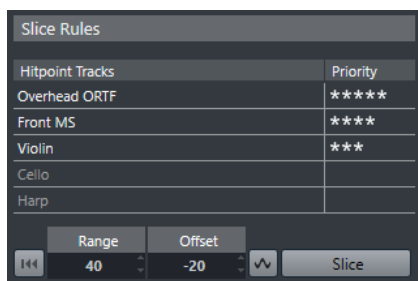 Slice Rules
Hitpoint Tracks Priority
Overhead ORTF *****
Front MS ****
Violin ***
Cello
Harp
Range Offset
40 -20 Slice